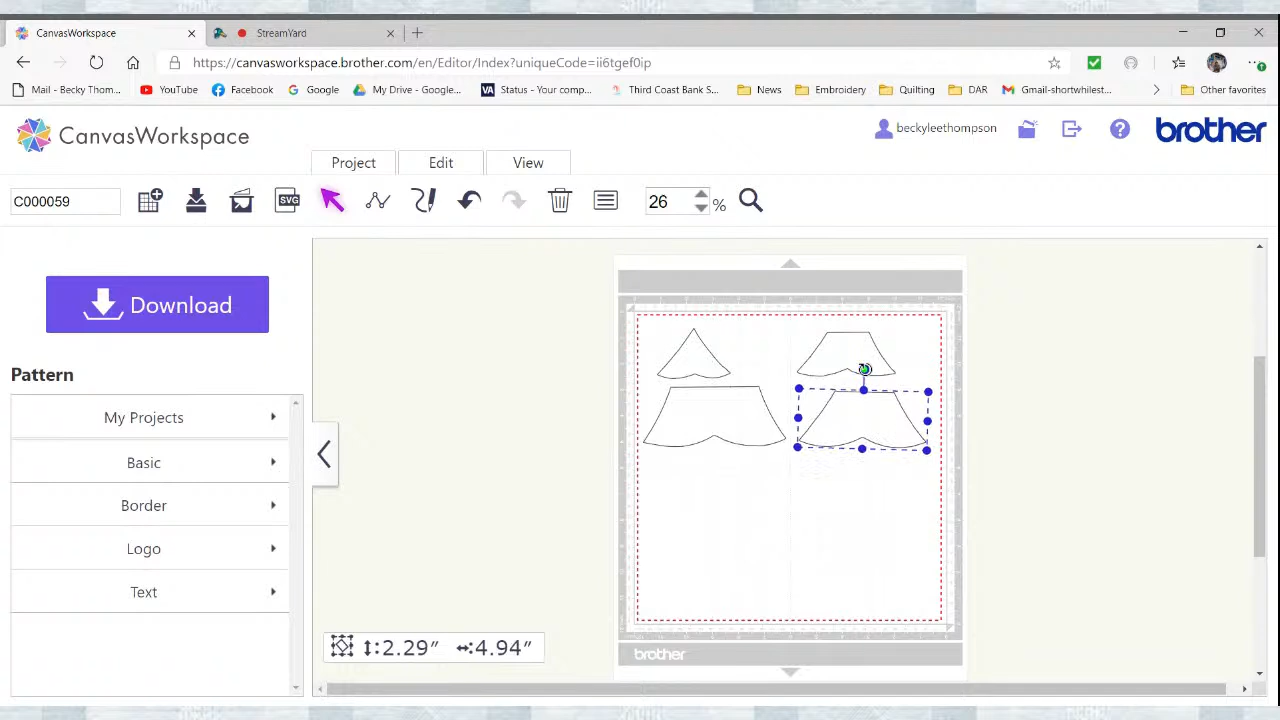 CanvasWorkspace
StreamYard
https://canvasworkspace.brother.com/en/Editor/Index?uniqueCode=ii6tgef0ip
Mail - Becky Thom...
YouTube
Facebook
Google
My Drive - Google...
VA
Status - Your comp...
Third Coast Bank S...
News
Embroidery
Quilting
DAR
Gmail-shortwhilest...
Other favorites
CanvasWorkspace
beckyleethompson
brother
Project
Edit
View
C000059
SVG
26
%
Download
Pattern
My Projects
Basic
Border
Logo
Text
2.29″
4.94″
brother